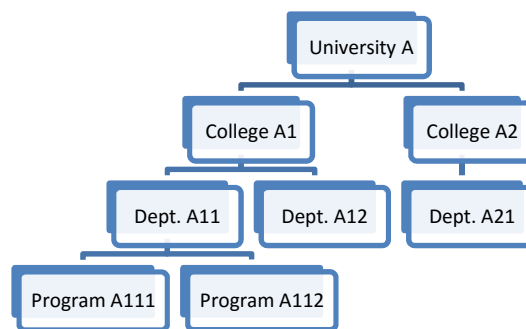 University A
College A1
College A2
Dept. A11
Dept. A12
Dept. A21
Program A111
Program A112